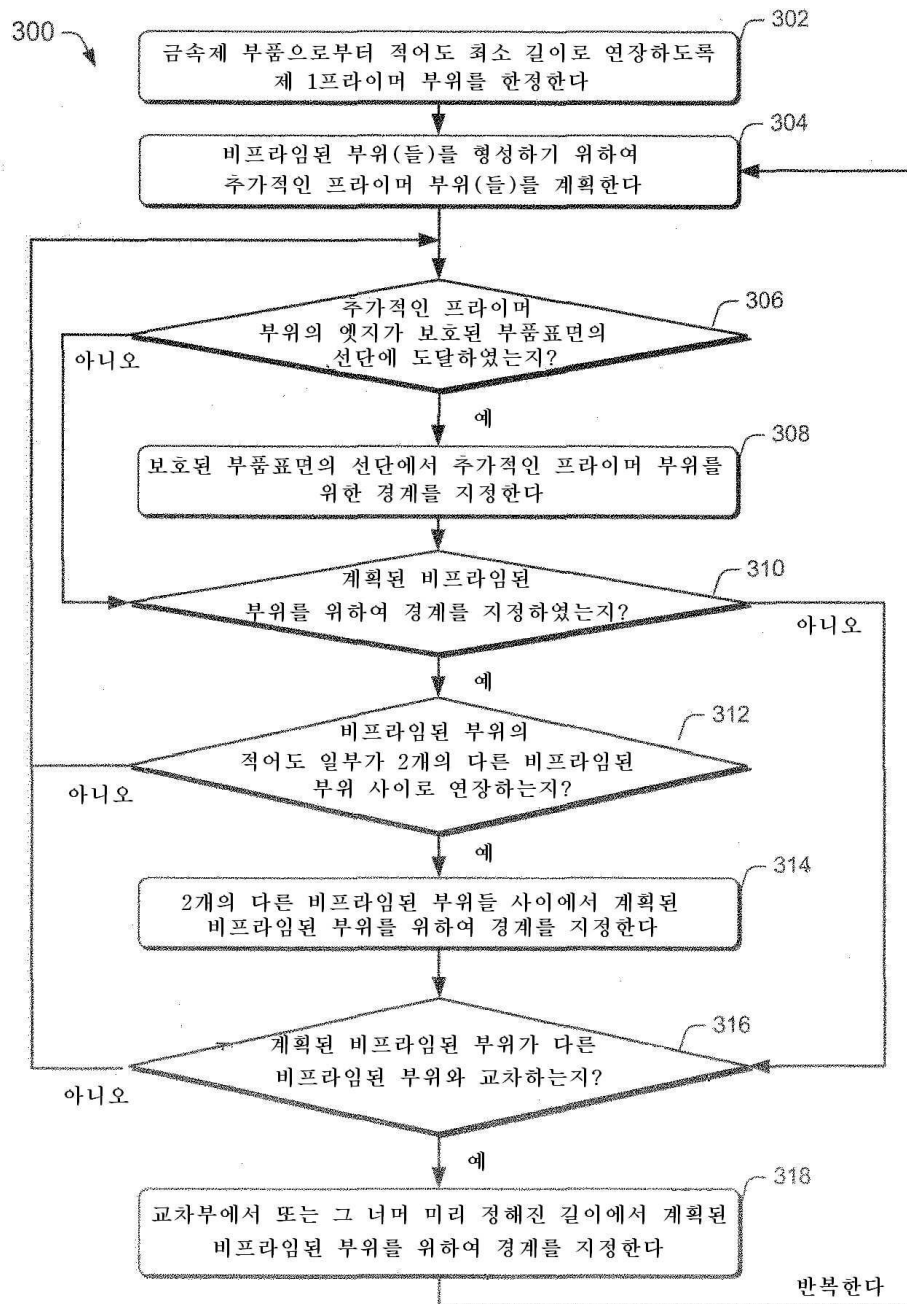 300
302
금속제 부품으로부터 적어도 최소 길이로 연장하도록
제 1프라이머 부위를 한정한다
304
비프라임된 부위(들)를 형성하기 위하여
추가적인 프라이머 부위(들)를 계획한다
306
추가적인 프라이머
부위의 엣지가 보호된 부품표면의
선단에 도달하였는지?
아니오
예
308
보호된 부품표면의 선단에서 추가적인 프라이머 부위를
위한 경계를 지정한다
310
계획된 비프라임된
부위를 위하여 경계를 지정하였는지?
아니오
예
312
비프라임된 부위의
적어도 일부가 2개의 다른 비프라임된
부위 사이로 연장하는지?
아니오
예
314
2개의 다른 비프라임된 부위들 사이에서 계획된
비프라임된 부위를 위하여 경계를 지정한다
316
계획된 비프라임된 부위가 다른
비프라임된 부위와 교차하는지?
아니오
예
318
교차부에서 또는 그 너머 미리 정해진 길이에서 계획된
비프라임된 부위를 위하여 경계를 지정한다
반복한다